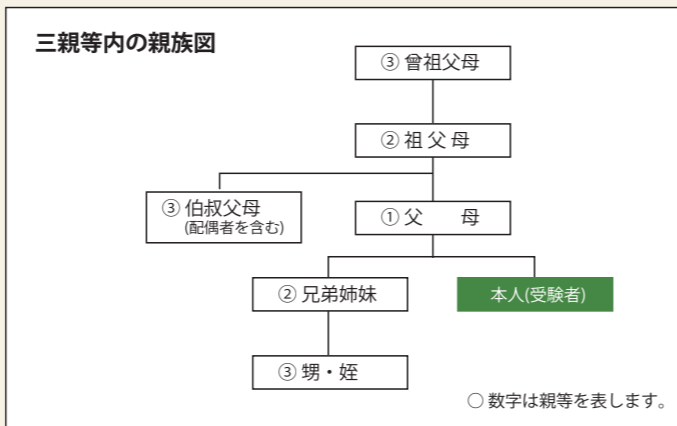 三親等内の親族図
③ 曾祖父母
② 祖 父 母
③ 伯叔父母
(配偶者を含む)
① 父　　母
② 兄弟姉妹
本人(受験者)
③ 甥・姪
○ 数字は親等を表します。